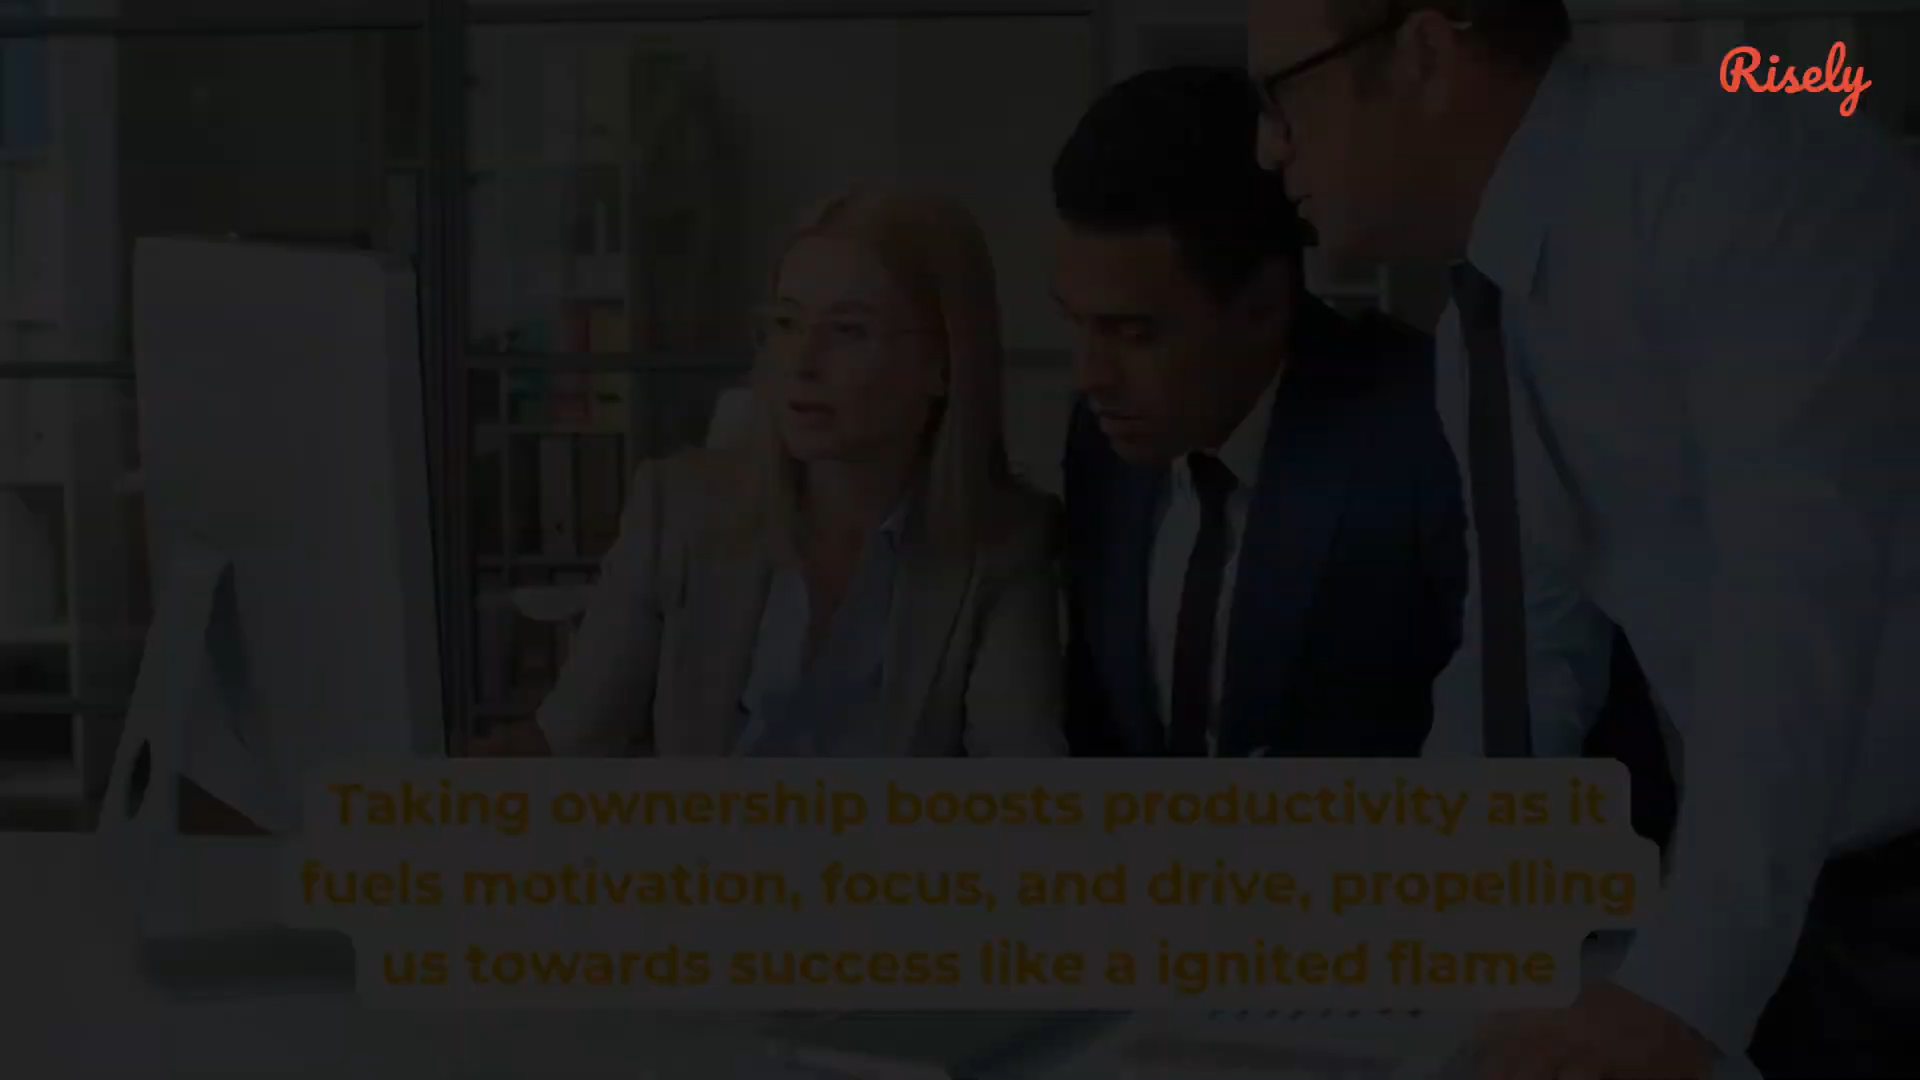 Risely
Taking ownership boosts productivity as it
fuels motivation, focus, and drive, propelling
us towards success like a ignited flame